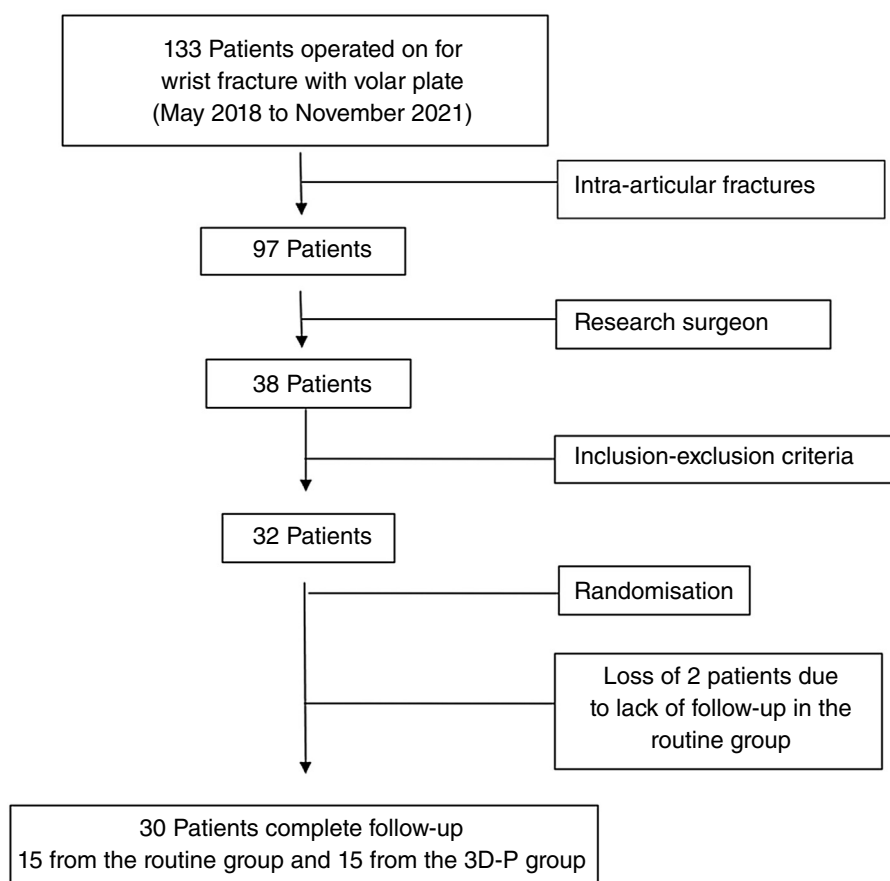 133 Patients operated on for
wrist fracture with volar plate
(May 2018 to November 2021)
Intra-articular fractures
97 Patients
Research surgeon
38 Patients
Inclusion-exclusion criteria
32 Patients
Randomisation
Loss of 2 patients due
to lack of follow-up in the
routine group
30 Patients complete follow-up
15 from the routine group and 15 from the 3D-P group